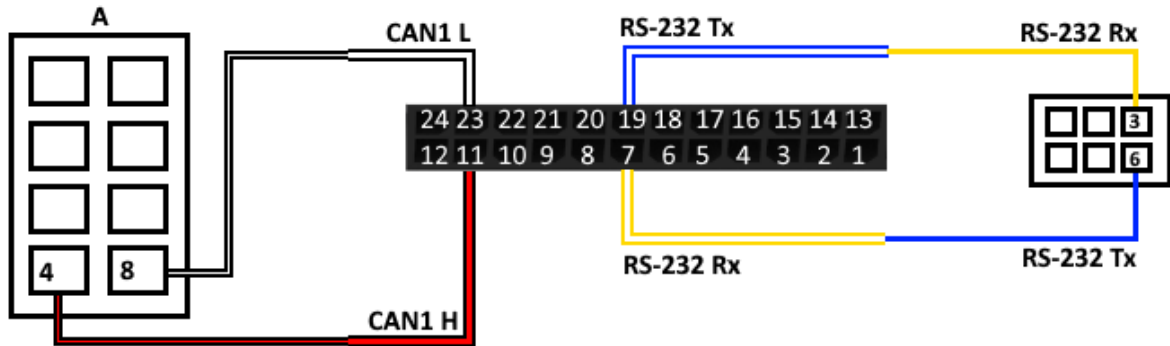 A
CAN1 L
RS-232 Tx
RS-232 Rx
24 23 22 21 20 19 18 17 16 15 14 13
12 11 10 9 8 7 6 5 4 3 2 1
3
6
4
8
CAN1 H
RS-232 Rx
RS-232 Tx